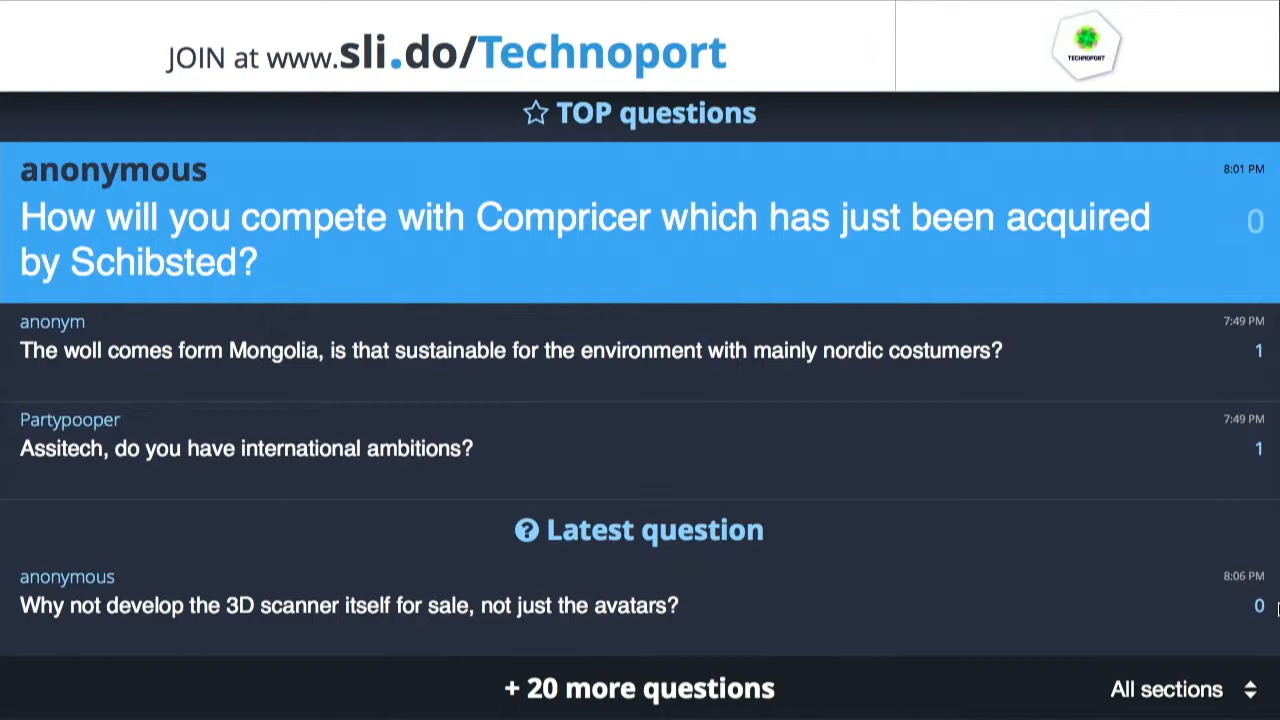 JOIN at www.sli.do/Technoport
TECHNOPORT
TOP questions
anonymous
8:01 PM
How will you compete with Compricer which has just been acquired
0
by Schibsted?
anonym
7:49 PM
The woll comes form Mongolia, is that sustainable for the environment with mainly nordic costumers?
1
Partypooper
7:49 PM
Assitech, do you have international ambitions?
1
Latest question
anonymous
8:06 PM
Why not develop the 3D scanner itself for sale, not just the avatars?
0
+ 20 more questions
All sections